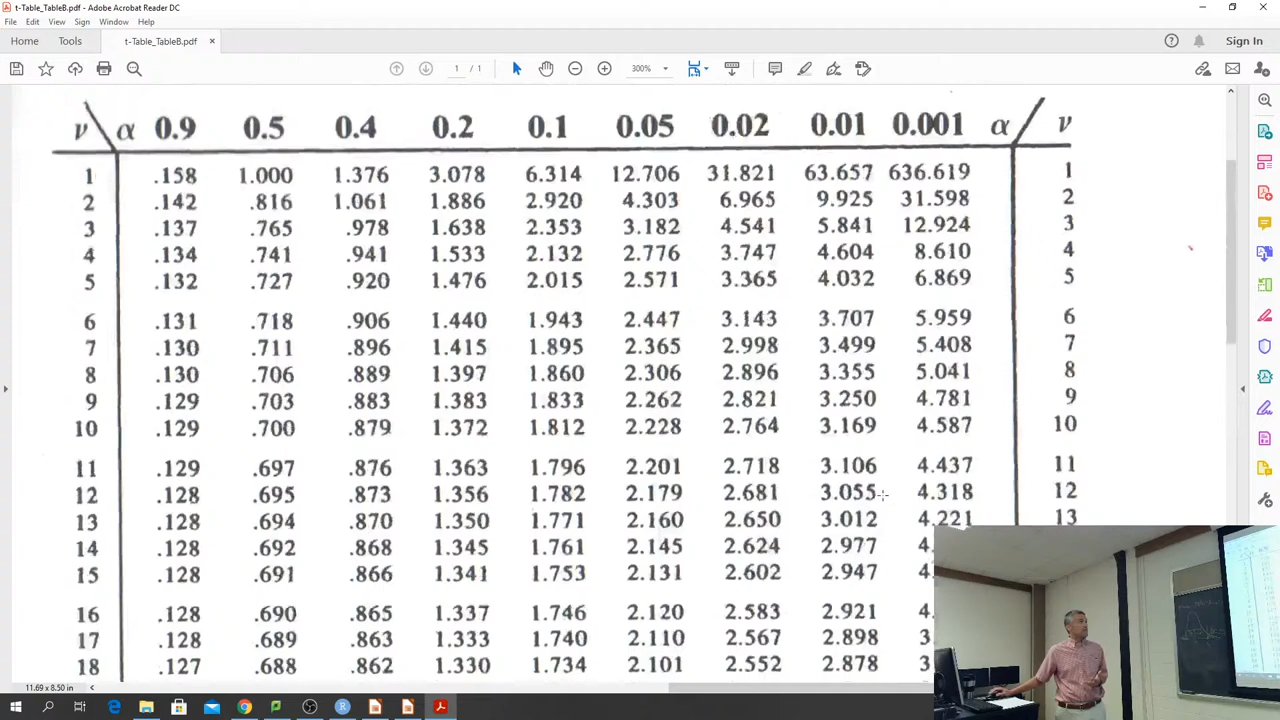 t-Table_TableB.pdf - Adobe Acrobat Reader DC
File Edit View Sign Window Help
Home Tools t-Table_TableB.pdf × Sign In
1 / 1 300%
ν α 0.9 0.5 0.4 0.2 0.1 0.05 0.02 0.01 0.001 α ν
1 .158 1.000 1.376 3.078 6.314 12.706 31.821 63.657 636.619 1
2 .142 .816 1.061 1.886 2.920 4.303 6.965 9.925 31.598 2
3 .137 .765 .978 1.638 2.353 3.182 4.541 5.841 12.924 3
4 .134 .741 .941 1.533 2.132 2.776 3.747 4.604 8.610 4
5 .132 .727 .920 1.476 2.015 2.571 3.365 4.032 6.869 5
6 .131 .718 .906 1.440 1.943 2.447 3.143 3.707 5.959 6
7 .130 .711 .896 1.415 1.895 2.365 2.998 3.499 5.408 7
8 .130 .706 .889 1.397 1.860 2.306 2.896 3.355 5.041 8
9 .129 .703 .883 1.383 1.833 2.262 2.821 3.250 4.781 9
10 .129 .700 .879 1.372 1.812 2.228 2.764 3.169 4.587 10
11 .129 .697 .876 1.363 1.796 2.201 2.718 3.106 4.437 11
12 .128 .695 .873 1.356 1.782 2.179 2.681 3.055 4.318 12
13 .128 .694 .870 1.350 1.771 2.160 2.650 3.012 4.221 13
14 .128 .692 .868 1.345 1.761 2.145 2.624 2.977 4.
15 .128 .691 .866 1.341 1.753 2.131 2.602 2.947 4.
16 .128 .690 .865 1.337 1.746 2.120 2.583 2.921 4.
17 .128 .689 .863 1.333 1.740 2.110 2.567 2.898 3.
18 .127 .688 .862 1.330 1.734 2.101 2.552 2.878 3
11.69 x 8.50 in